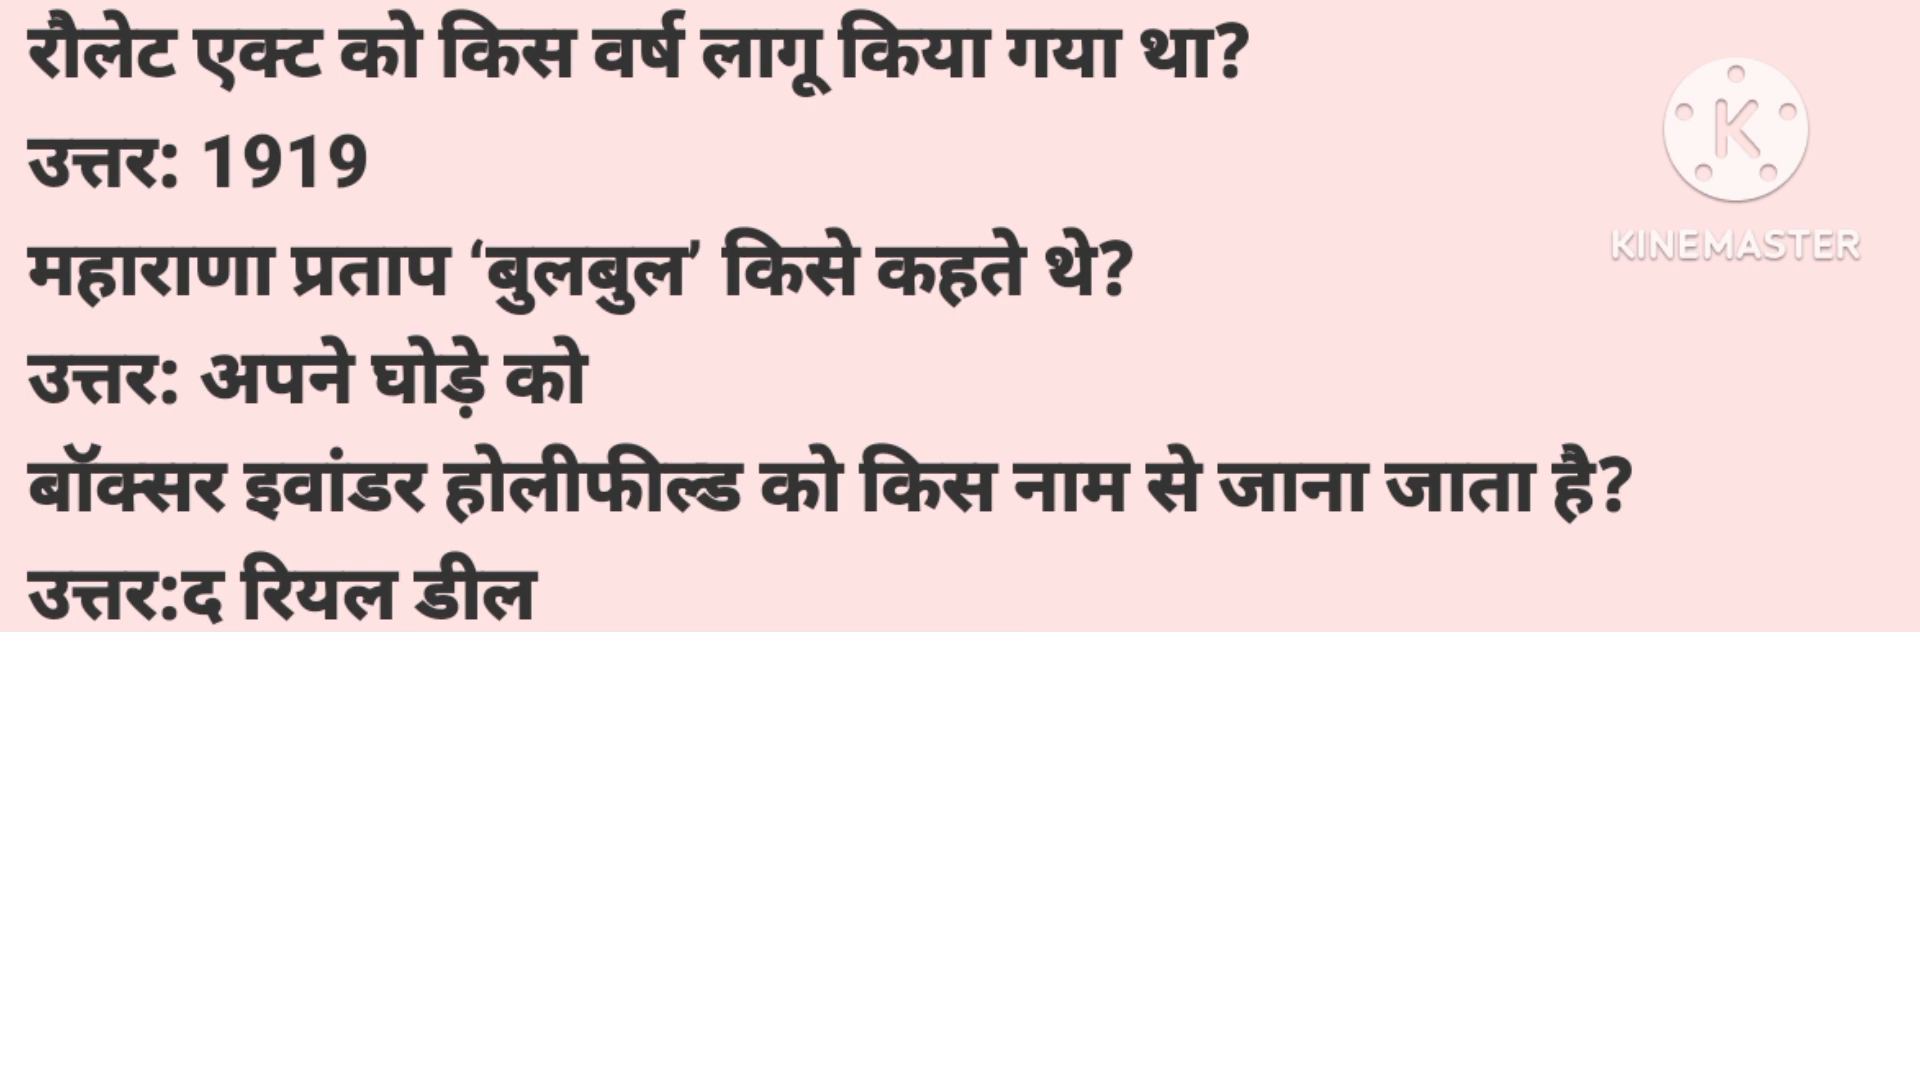 रौलेट एक्ट को किस वर्ष लागू किया गया था?
उत्तर: 1919
महाराणा प्रताप ‘बुलबुल’ किसे कहते थे?
उत्तर: अपने घोड़े को
बॉक्सर इवांडर होलीफील्ड को किस नाम से जाना जाता है?
उत्तर:द रियल डील
K
KINEMASTER